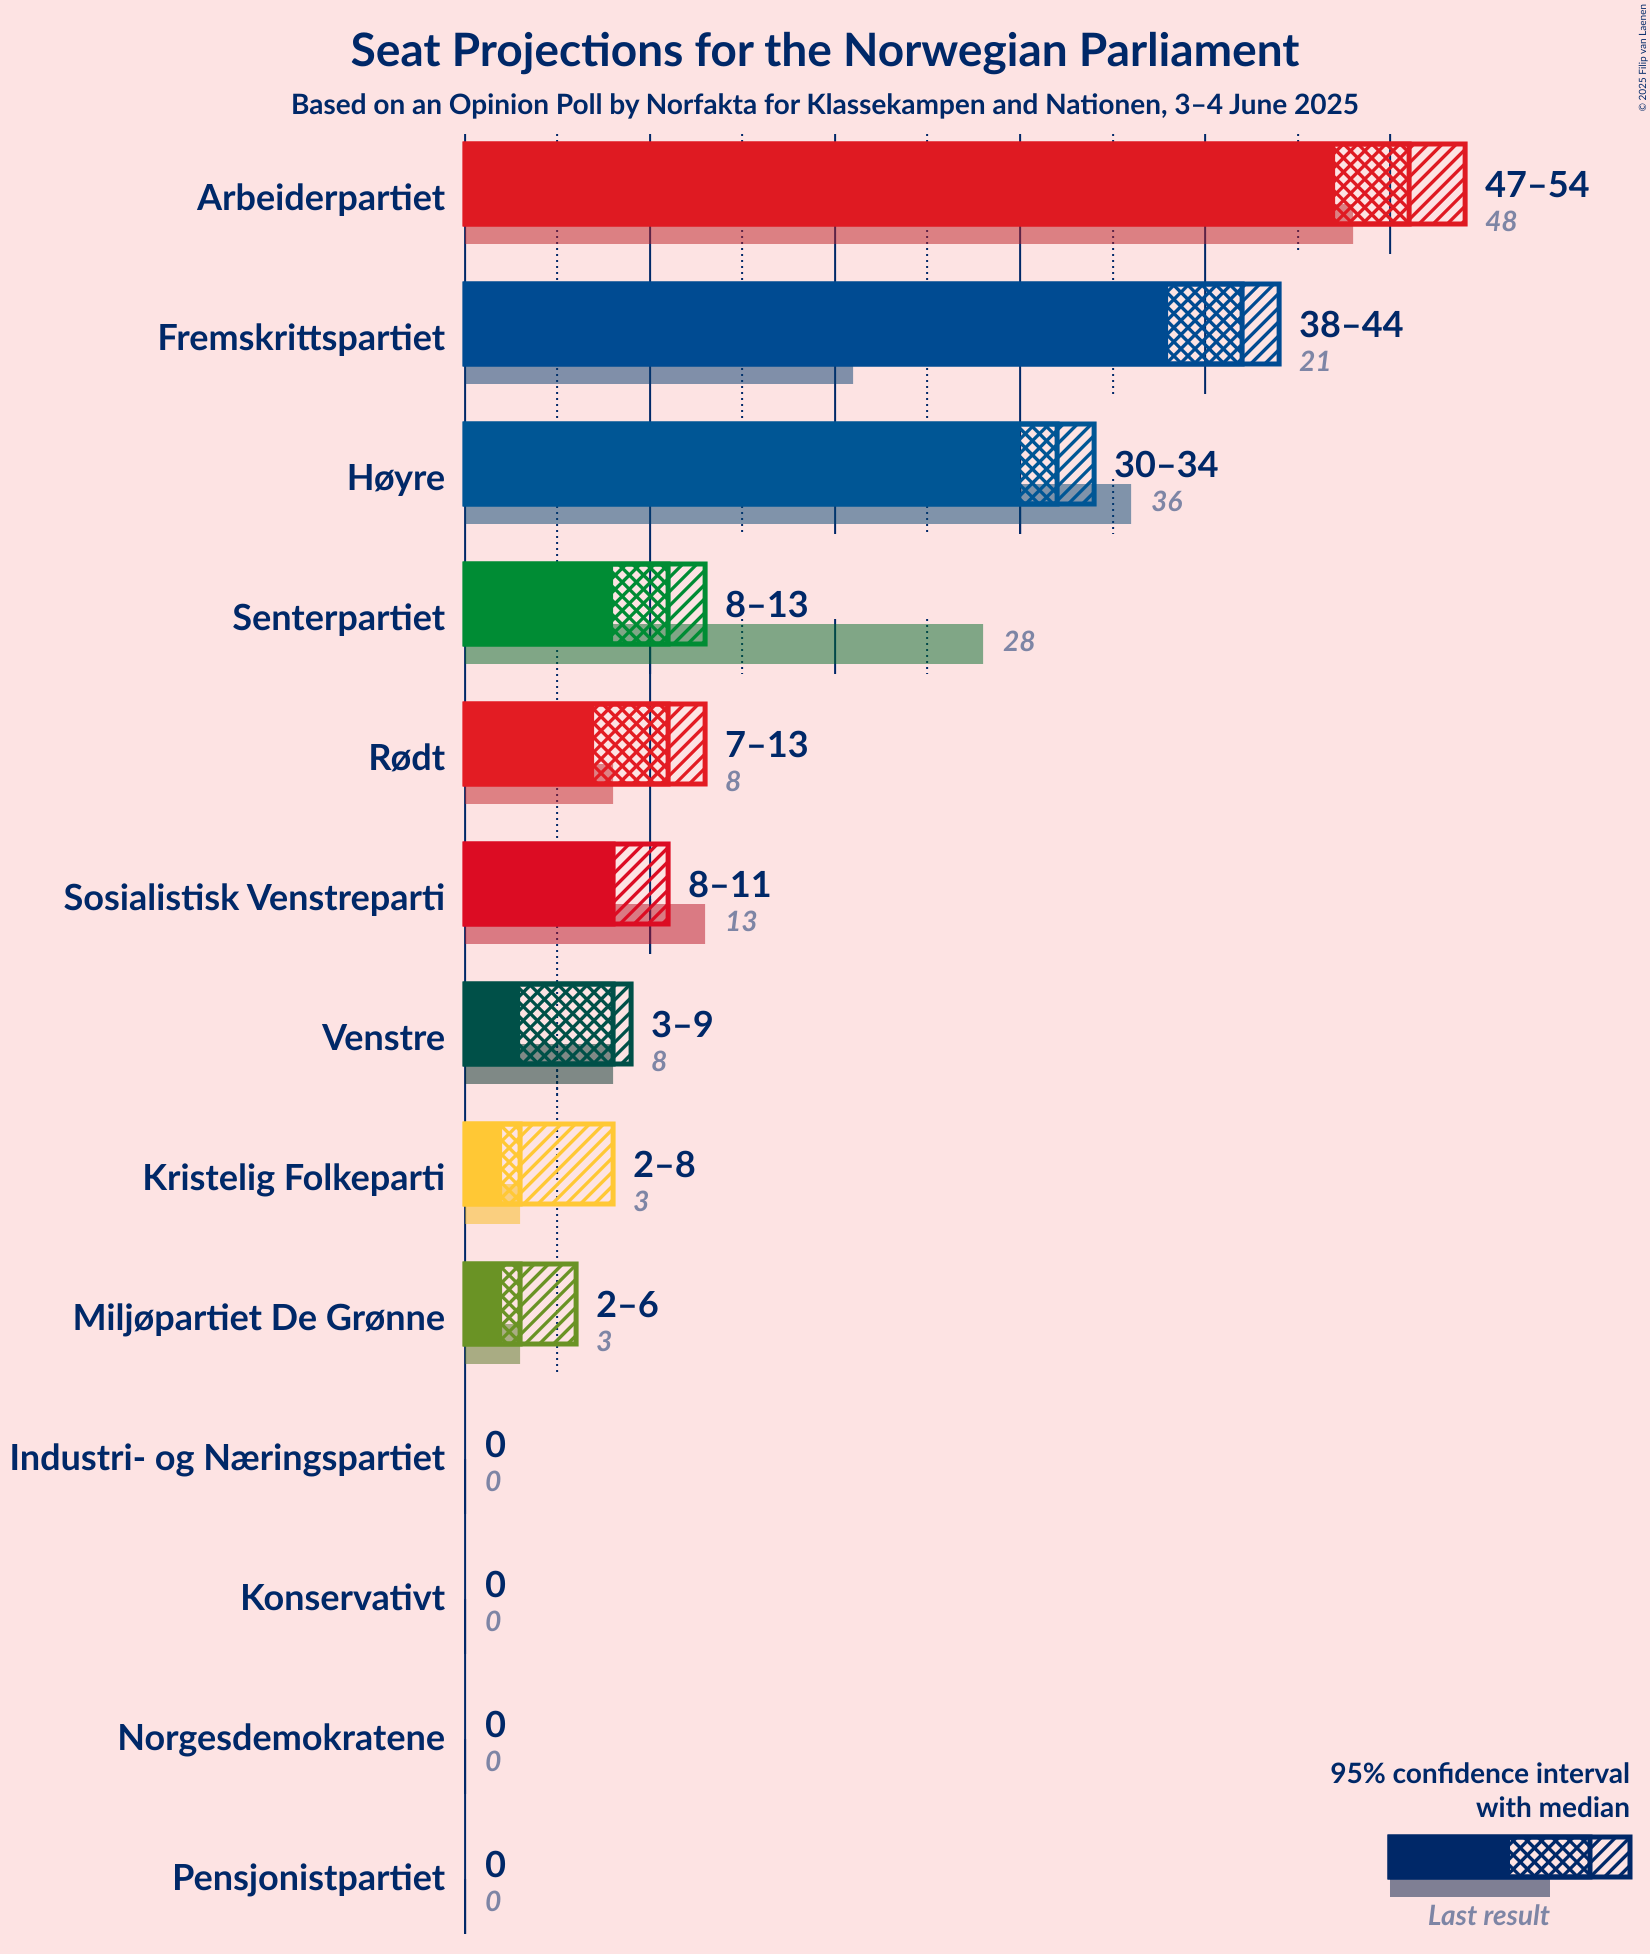 Seat Projections for the Norwegian Parliament
Based on an Opinion Poll by Norfakta for Klassekampen and Nationen, 3–4 June 2025
© 2025 Filip van Laenen
Arbeiderpartiet
47–54
48
Fremskrittspartiet
38–44
21
Høyre
30–34
36
Senterpartiet
8–13
28
Rødt
7–13
8
Sosialistisk Venstreparti
8–11
13
Venstre
3–9
8
Kristelig Folkeparti
2–8
3
Miljøpartiet De Grønne
2–6
3
Industri- og Næringspartiet
0
0
Konservativt
0
0
Norgesdemokratene
0
0
Pensjonistpartiet
0
0
95% confidence interval
with median
Last result